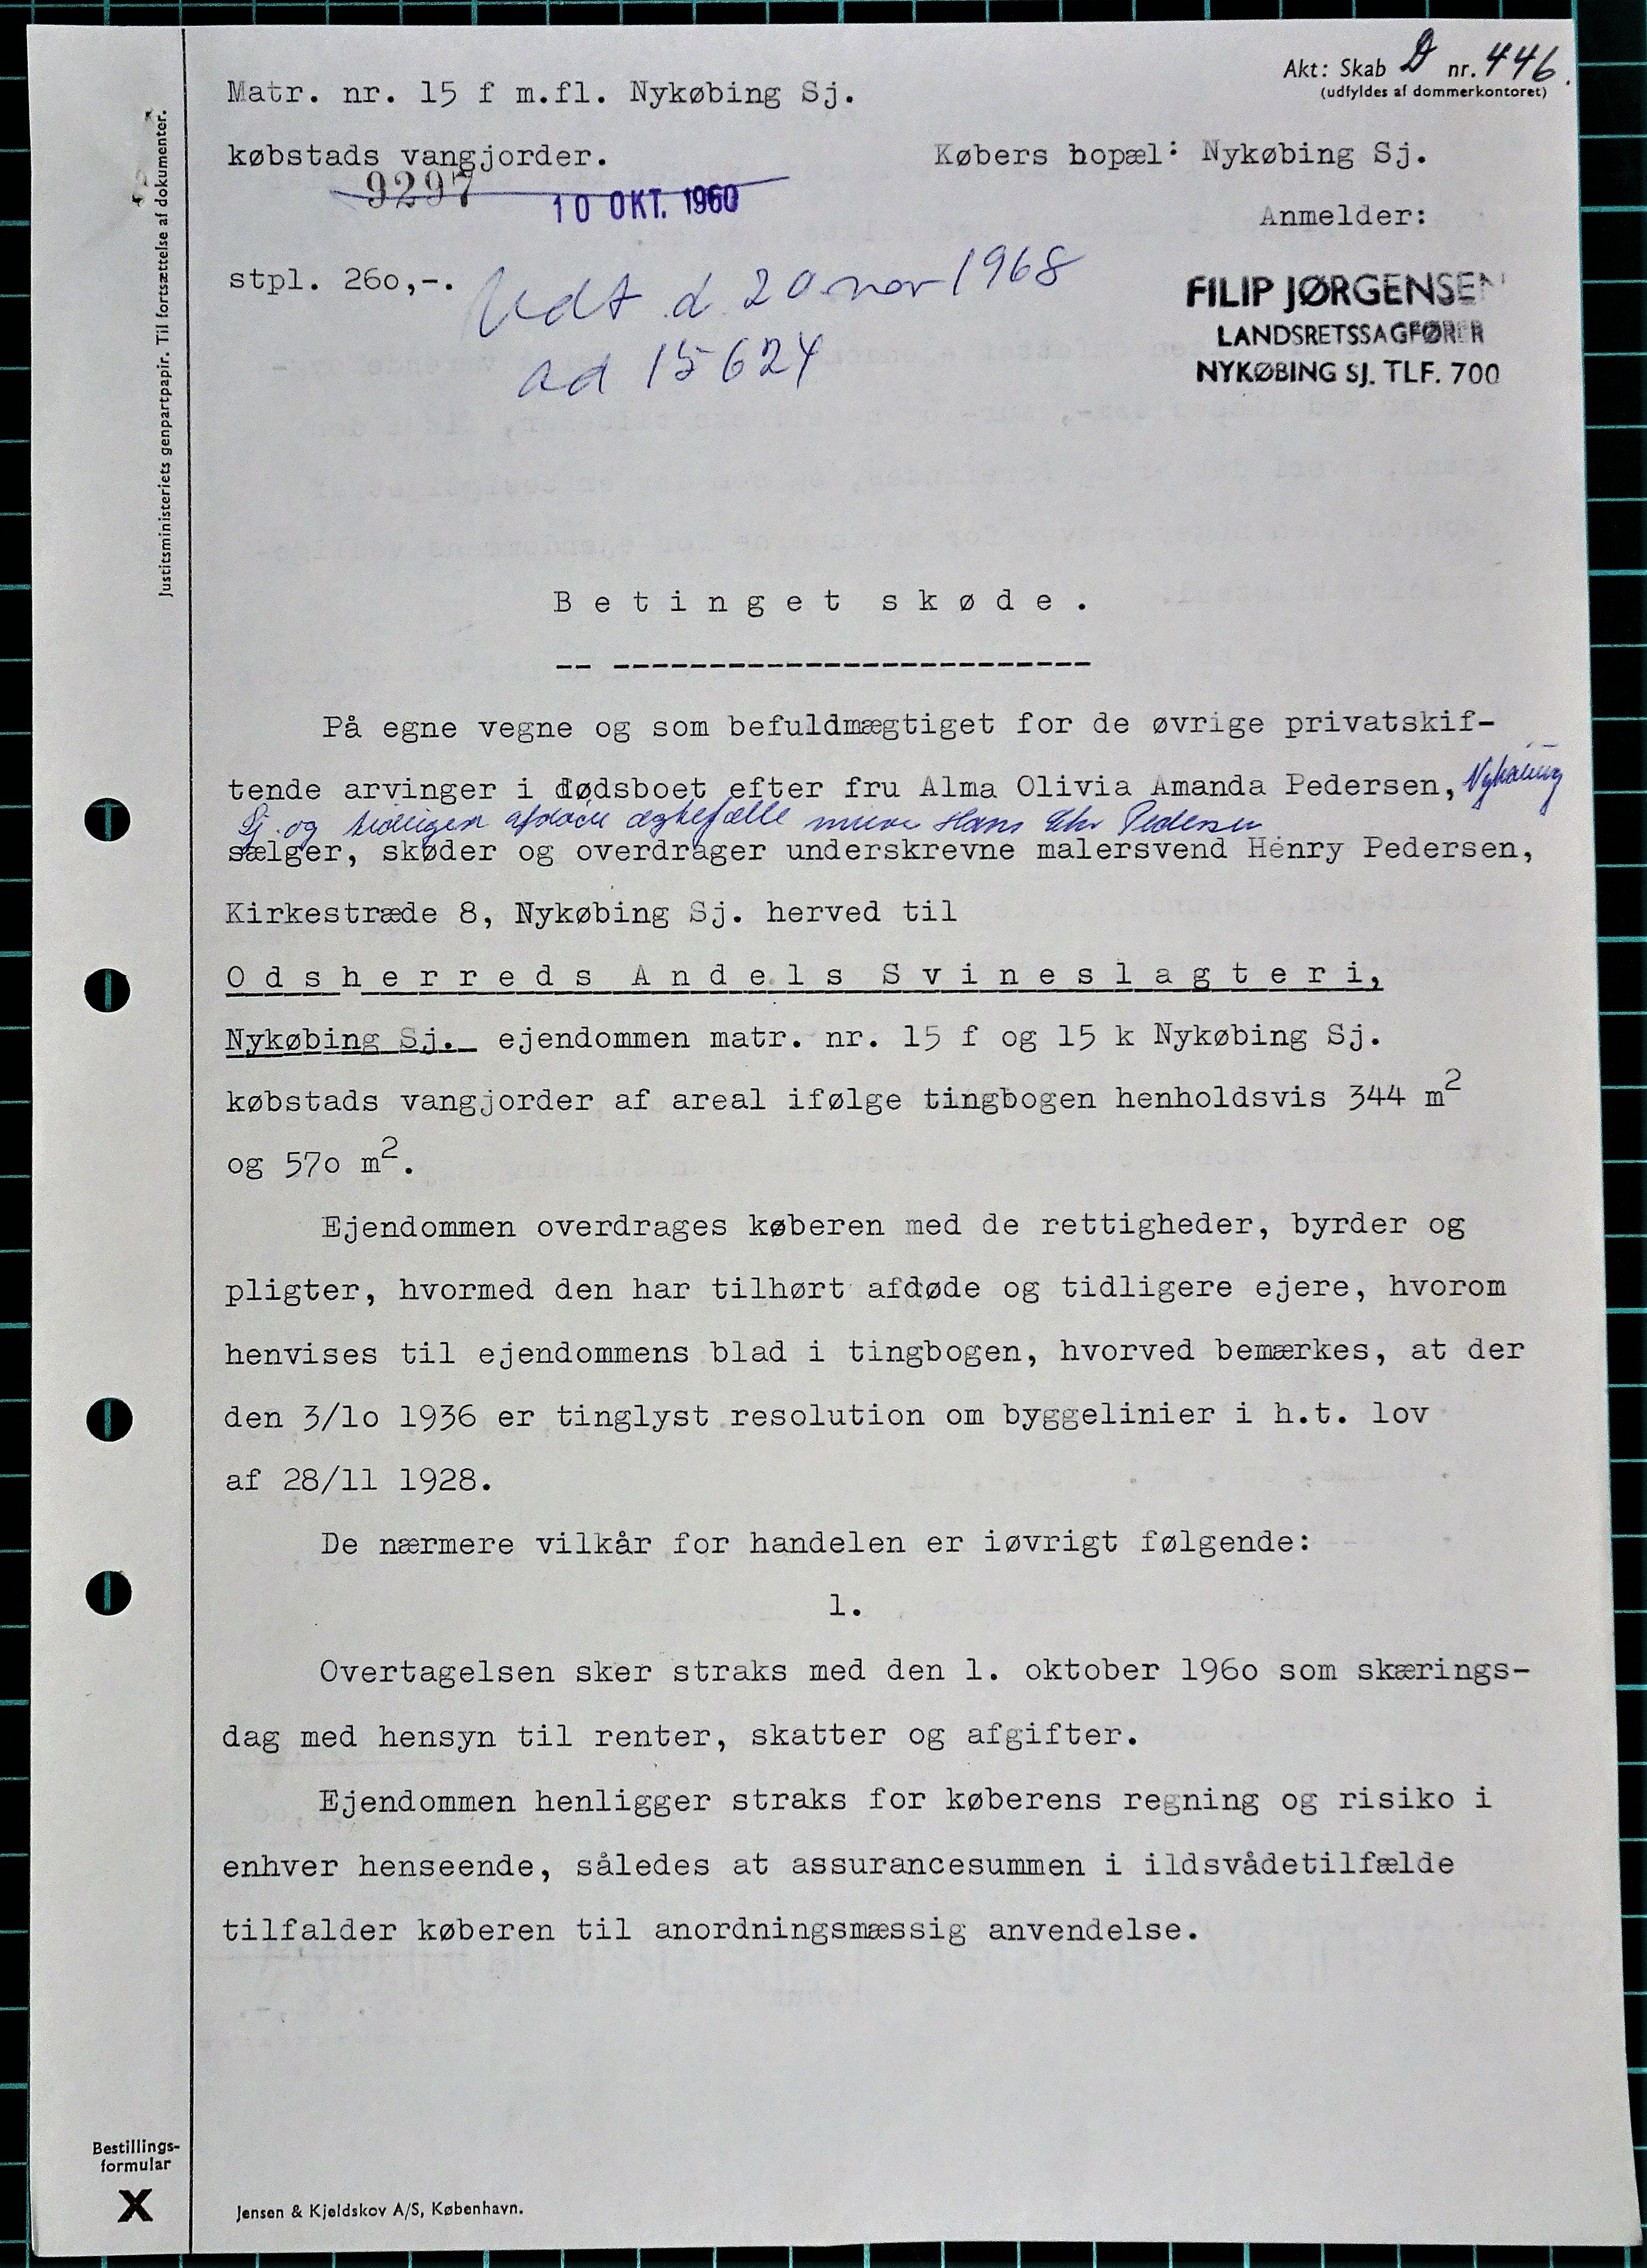 Akt: Skab D nr. 446.
(udfyldes af dommerkontoret)
Matr. nr. 15 f m.fl. Nykøbing Sj.
købstads vangjorder.
Købers bopæl: Nykøbing Sj.
9297
10 OKT. 1960
Anmelder:
stpl. 26o,-.
Udt d. 20 nov 1968
ad 15624
FILIP JØRGENSEN
LANDSRETSSAGFØRER
NYKØBING SJ. TLF. 700
Justitsministeriets genpartpapir. Til fortsættelse af dokumenter.
Betinget skøde.
På egne vegne og som befuldmægtiget for de øvrige privatskif-
tende arvinger i dødsboet efter fru Alma Olivia Amanda Pedersen, Nykøbing
Sj. og tidligere afdøde ægtefælle murer Hans Chr Pedersen
sælger, skøder og overdrager underskrevne malersvend Henry Pedersen,
Kirkestræde 8, Nykøbing Sj. herved til
Odsherreds Andels Svineslagteri,
Nykøbing Sj. ejendommen matr. nr. 15 f og 15 k Nykøbing Sj.
købstads vangjorder af areal ifølge tingbogen henholdsvis 344 m2
og 57o m2.
Ejendommen overdrages køberen med de rettigheder, byrder og
pligter, hvormed den har tilhørt afdøde og tidligere ejere, hvorom
henvises til ejendommens blad i tingbogen, hvorved bemærkes, at der
den 3/1o 1936 er tinglyst resolution om byggelinier i h.t. lov
af 28/11 1928.
De nærmere vilkår for handelen er iøvrigt følgende:
1.
Overtagelsen sker straks med den 1. oktober 196o som skærings-
dag med hensyn til renter, skatter og afgifter.
Ejendommen henligger straks for køberens regning og risiko i
enhver henseende, således at assurancesummen i ildsvådetilfælde
tilfalder køberen til anordningsmæssig anvendelse.
Bestillings-
formular
X
Jensen & Kjeldskov A/S, København.